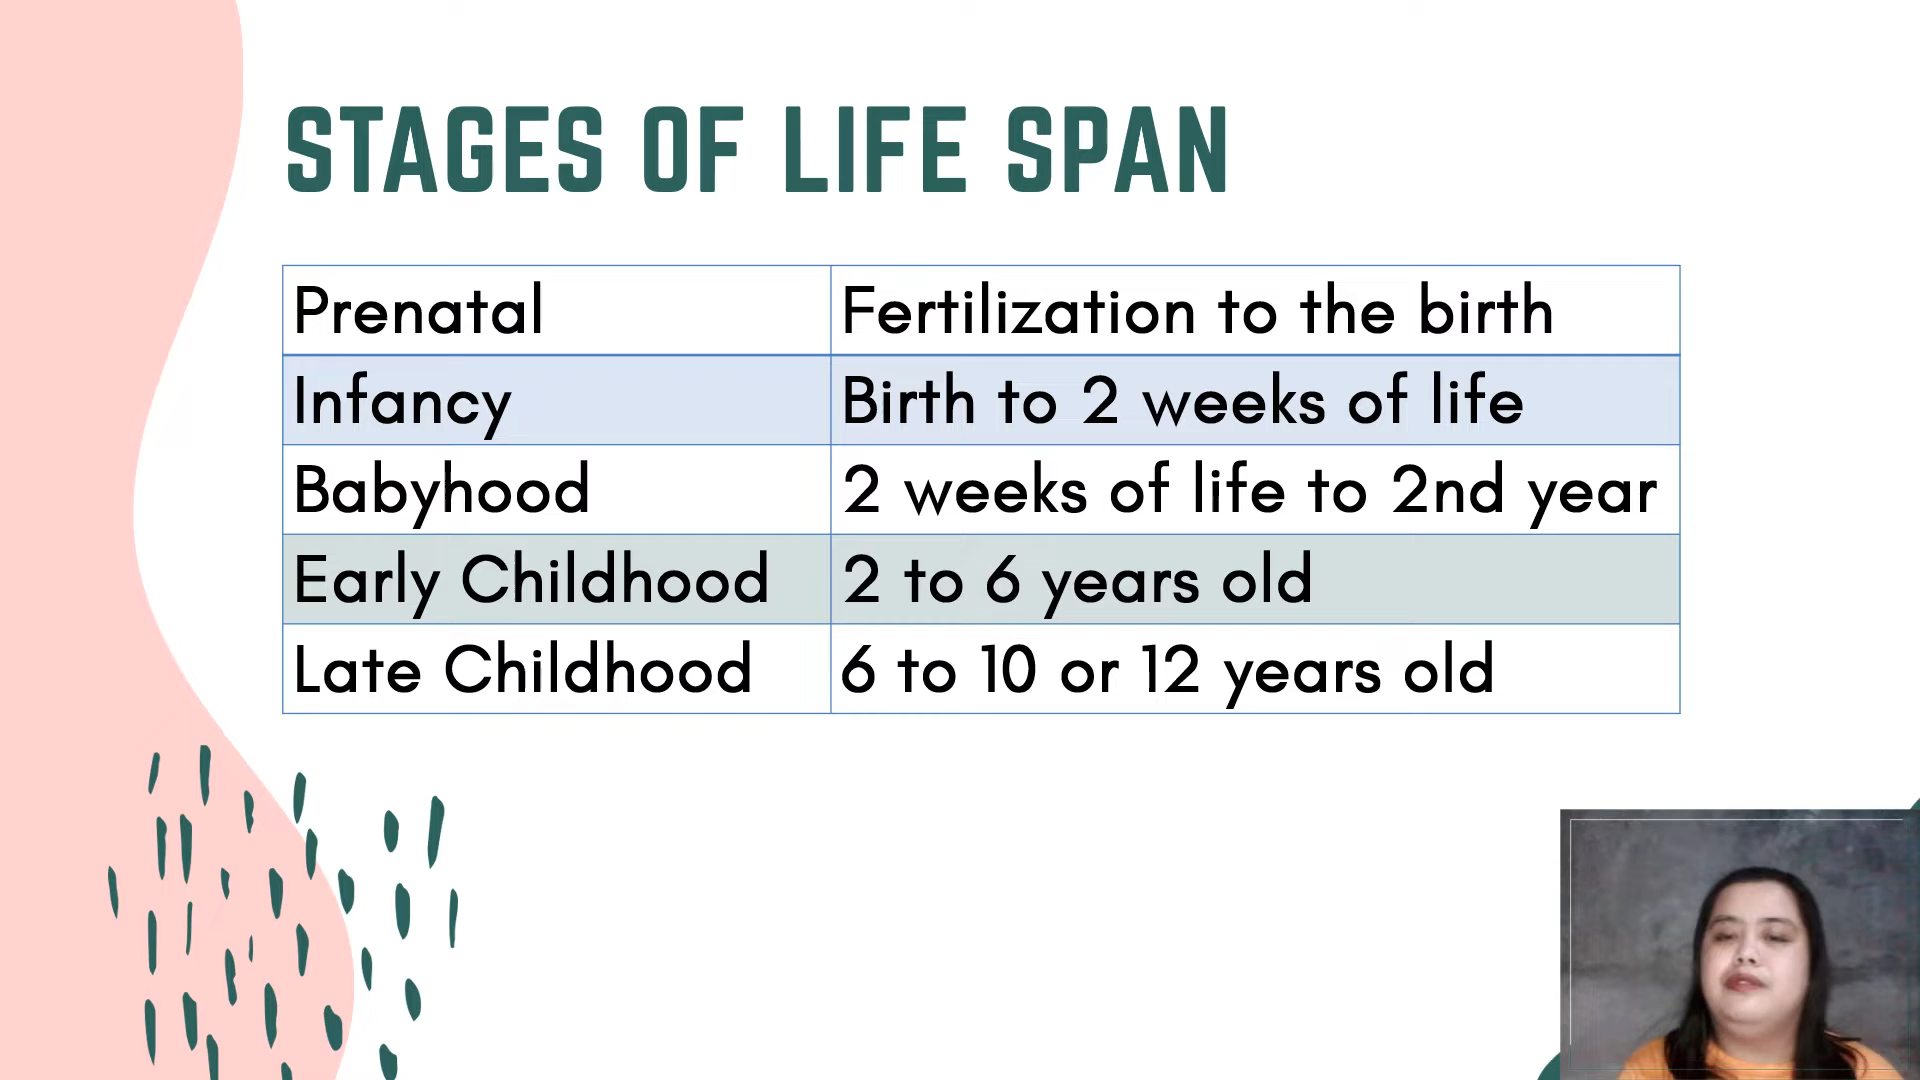 STAGES OF LIFE SPAN
Prenatal Fertilization to the birth
Infancy Birth to 2 weeks of life
Babyhood 2 weeks of life to 2nd year
Early Childhood 2 to 6 years old
Late Childhood 6 to 10 or 12 years old